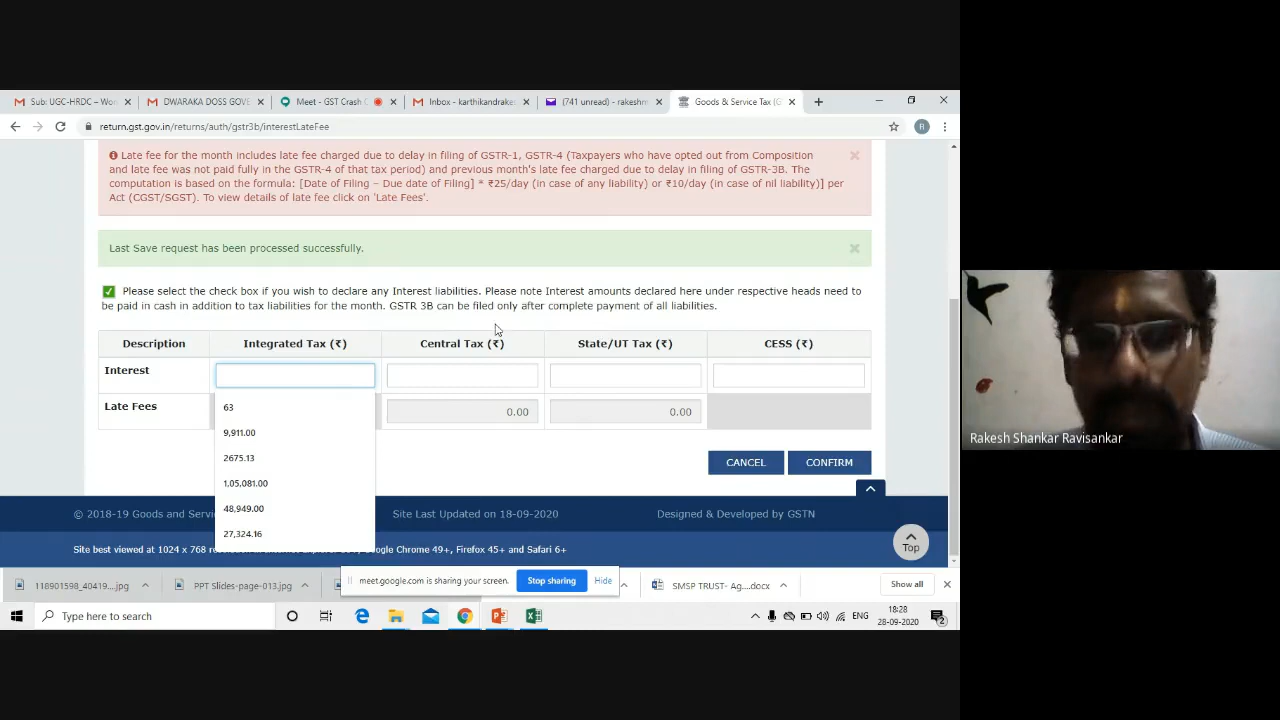 Sub: UGC-HRDC – Wor
DWARAKA DOSS GOVE
Meet - GST Crash C
Inbox - karthikandrakes
(741 unread) - rakeshm
Goods & Service Tax (G
return.gst.gov.in/returns/auth/gstr3b/interestLateFee
Late fee for the month includes late fee charged due to delay in filing of GSTR-1, GSTR-4 (Taxpayers who have opted out from Composition
and late fee was not paid fully in the GSTR-4 of that tax period) and previous month's late fee charged due to delay in filing of GSTR-3B. The
computation is based on the formula: [Date of Filing – Due date of Filing] * ₹25/day (in case of any liability) or ₹10/day (in case of nil liability)] per
Act (CGST/SGST). To view details of late fee click on 'Late Fees'.
Last Save request has been processed successfully.
Please select the check box if you wish to declare any Interest liabilities. Please note Interest amounts declared here under respective heads need to
be paid in cash in addition to tax liabilities for the month. GSTR 3B can be filed only after complete payment of all liabilities.
Description Integrated Tax (₹) Central Tax (₹) State/UT Tax (₹) CESS (₹)
Interest
Late Fees 0.00 0.00
63
9,911.00
2675.13
1,05,081.00
48,949.00
27,324.16
CANCEL CONFIRM
© 2018-19 Goods and Servi
Site Last Updated on 18-09-2020
Designed & Developed by GSTN
Site best viewed at 1024 x 768 Google Chrome 49+, Firefox 45+ and Safari 6+
Top
118901598_40419....jpg
PPT Slides-page-013.jpg
meet.google.com is sharing your screen. Stop sharing Hide
SMSP TRUST- Ag....docx
Show all
Type here to search
ENG
18:28
28-09-2020
2
Rakesh Shankar Ravisankar